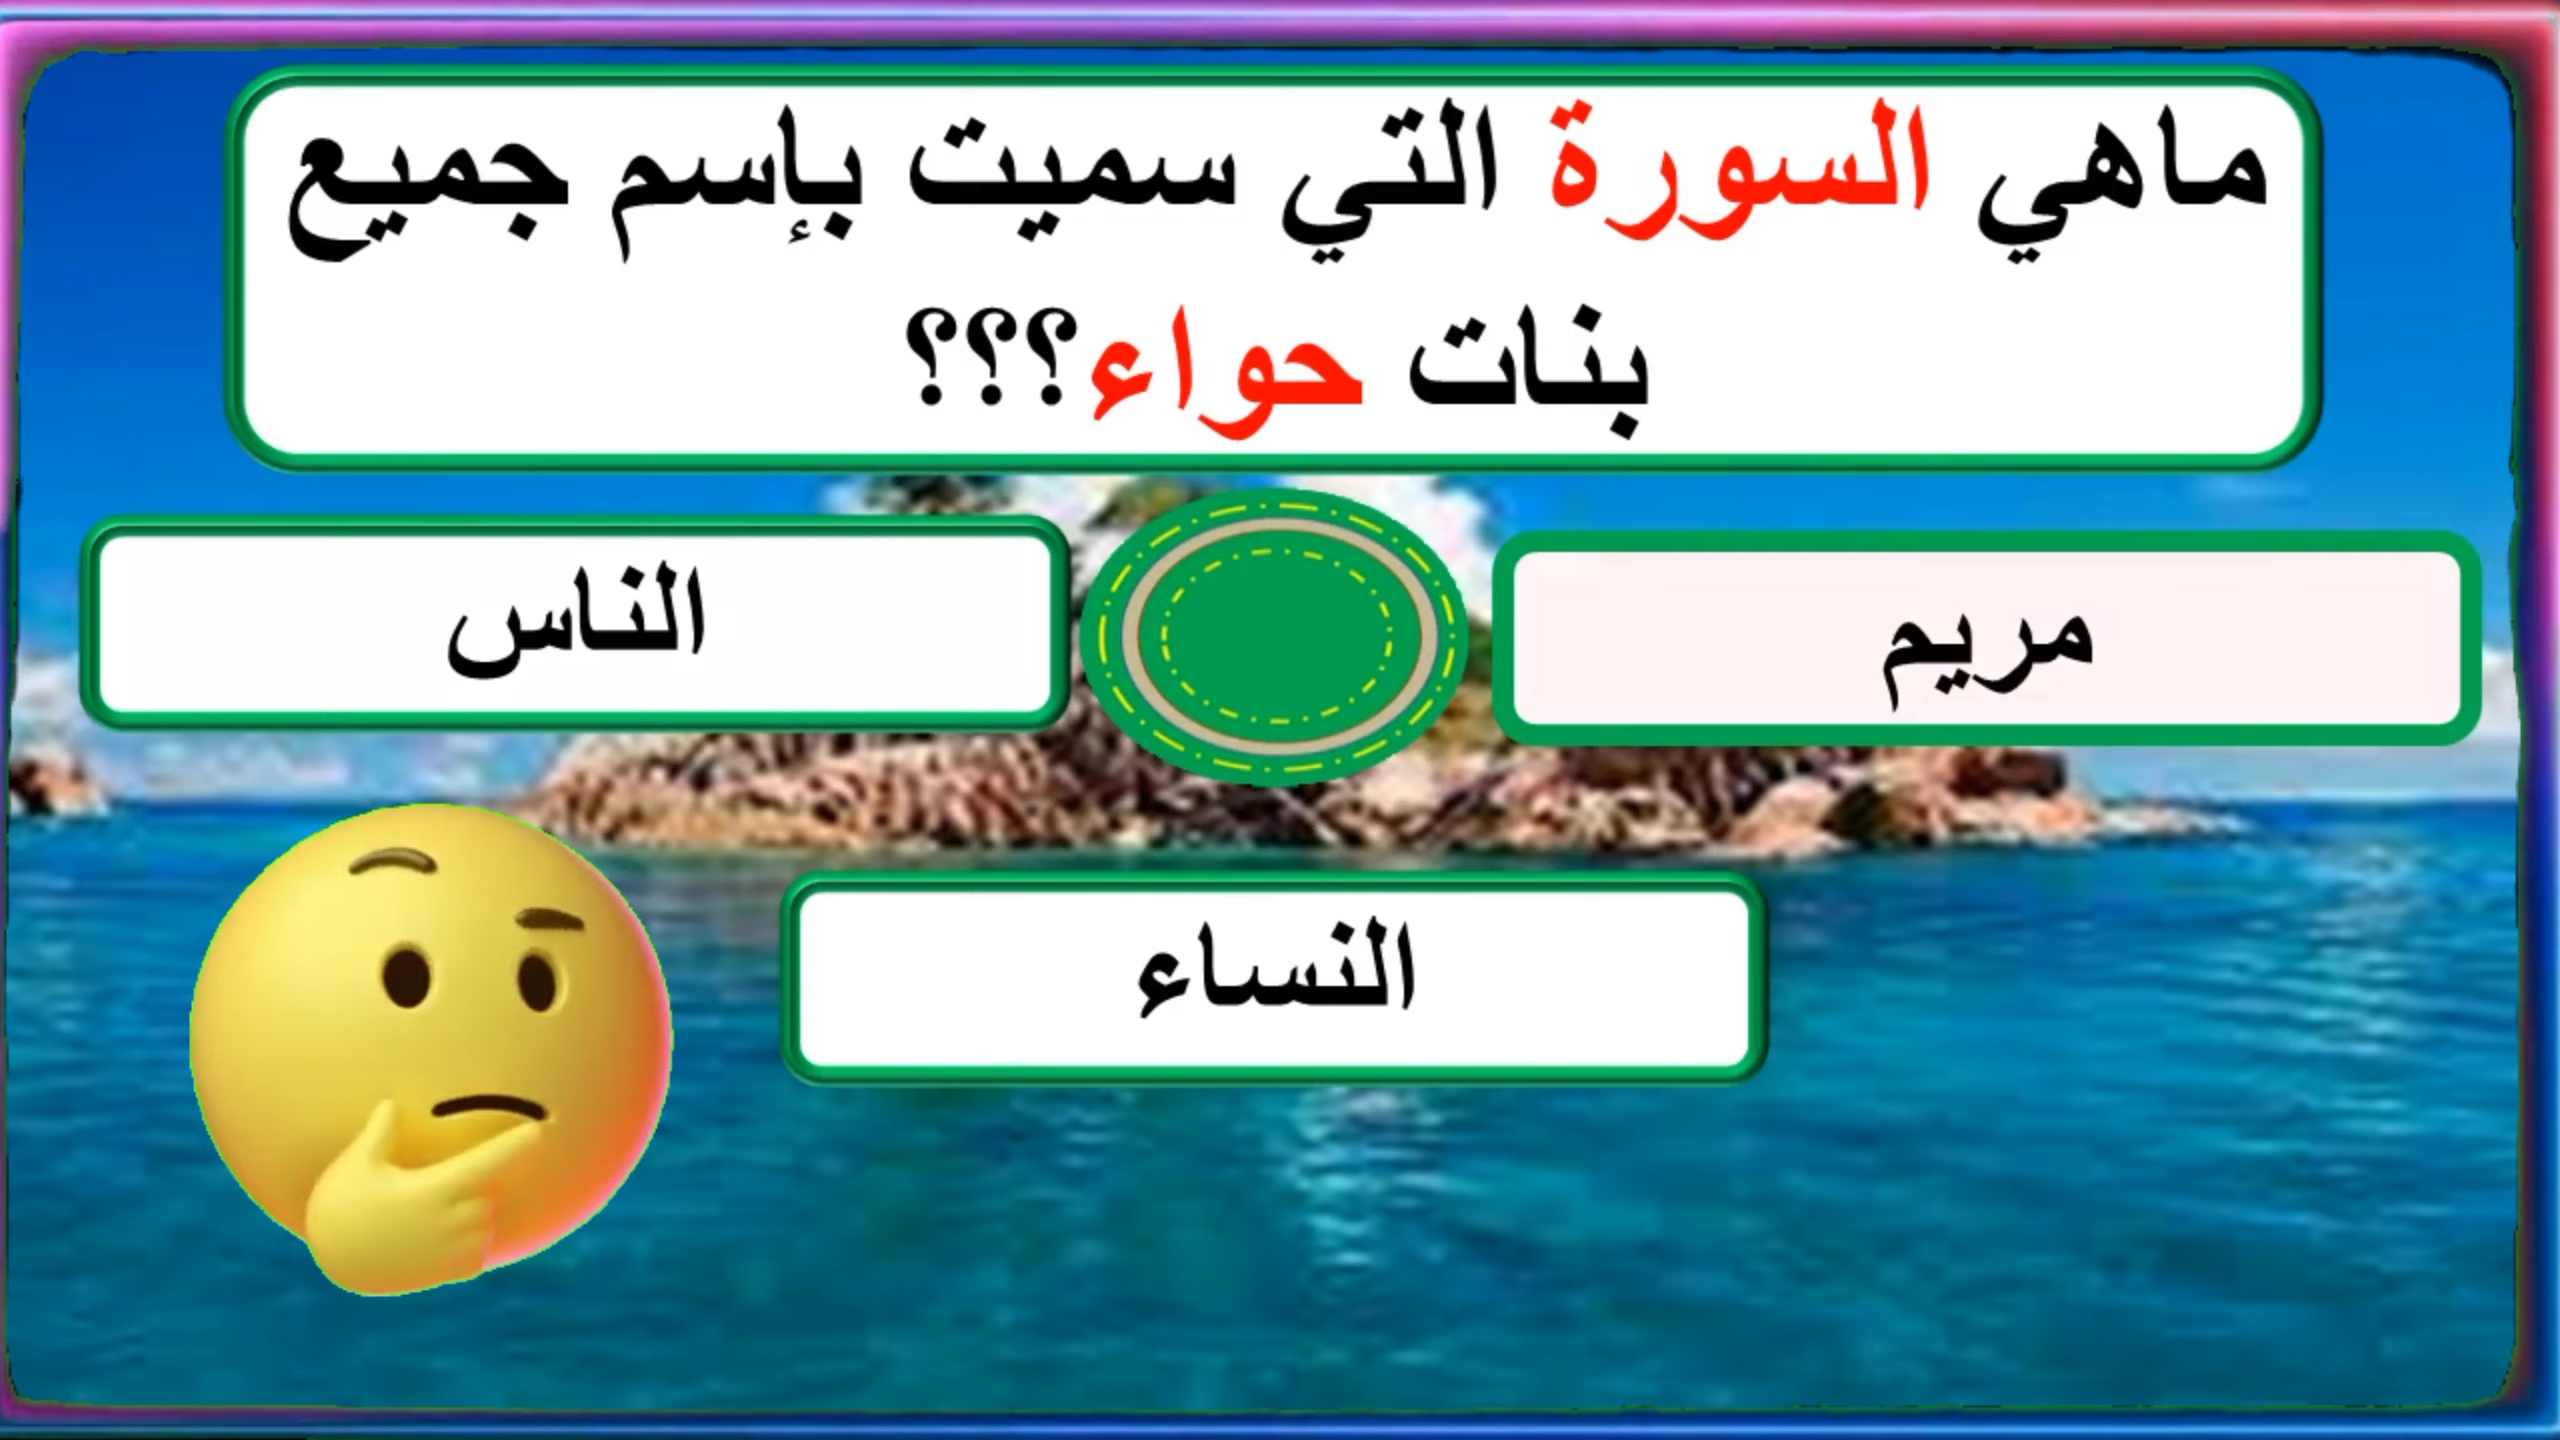 ماهي السورة التي سميت بإسم جميع
بنات حواء؟؟؟
مريم
الناس
النساء